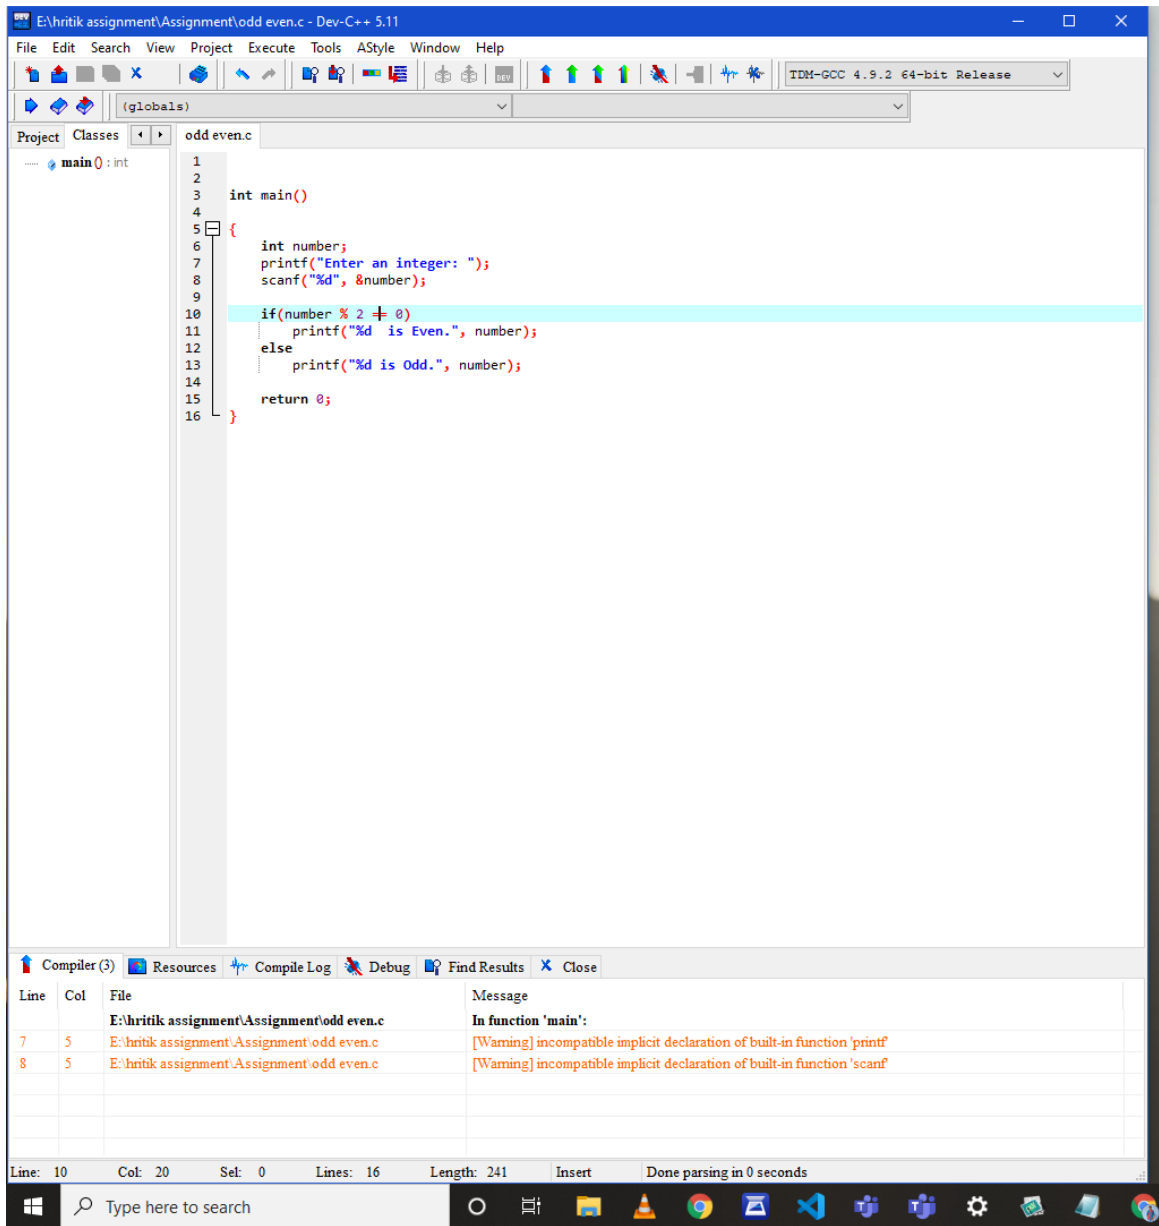 E:\hritik assignment\Assignment\odd even.c - Dev-C++ 5.11
File Edit Search View Project Execute Tools AStyle Window Help
TDM-GCC 4.9.2 64-bit Release
(globals)
Project Classes odd even.c
main() : int
1
2
3 int main()
4
5 {
6 int number;
7 printf("Enter an integer: ");
8 scanf("%d", &number);
9
10 if(number % 2 == 0)
11 printf("%d  is Even.", number);
12 else
13 printf("%d is Odd.", number);
14
15 return 0;
16 }
Compiler (3) Resources Compile Log Debug Find Results Close
Line Col File Message
E:\hritik assignment\Assignment\odd even.c In function 'main':
7 5 E:\hritik assignment\Assignment\odd even.c [Warning] incompatible implicit declaration of built-in function 'printf'
8 5 E:\hritik assignment\Assignment\odd even.c [Warning] incompatible implicit declaration of built-in function 'scanf'
Line: 10 Col: 20 Sel: 0 Lines: 16 Length: 241 Insert Done parsing in 0 seconds
Type here to search